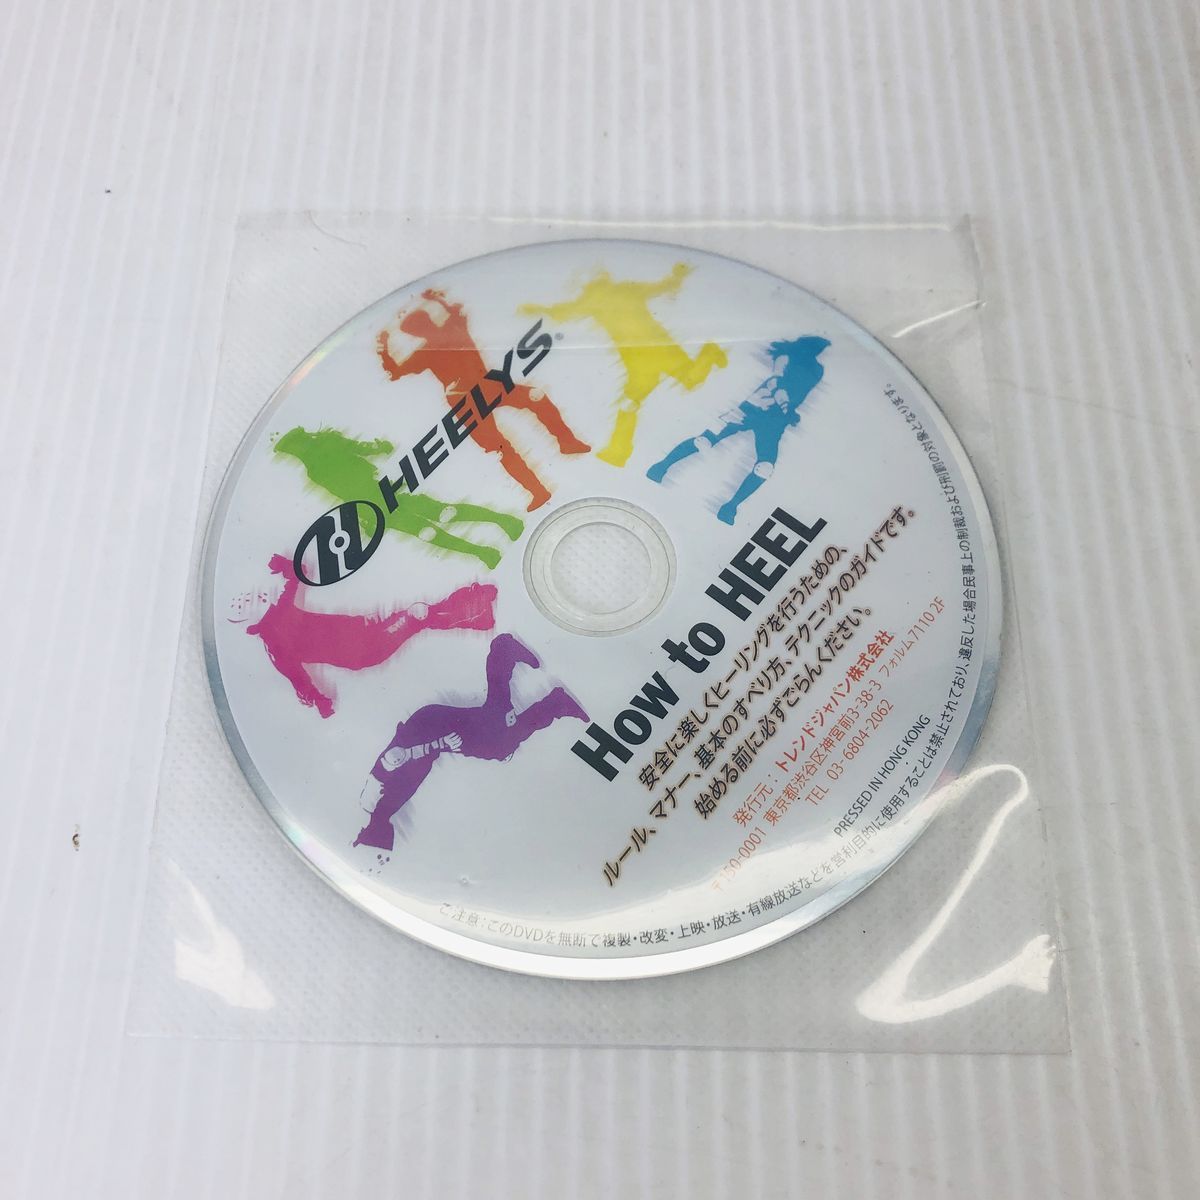 HEELYS®
How to HEEL
安全に楽しくヒーリングを行うための、
ルール、マナー、基本のすべり方、テクニックのガイドです。
始める前に必ずごらんください。
発行元：トレンドジャパン株式会社
〒150-0001 東京都渋谷区神宮前3-38-3 フォルム7110 2F
TEL 03-6804-2062
PRESSED IN HONG KONG
ご注意：このDVDを無断で複製・改変・上映・放送・有線放送などを営利目的に使用することは禁止されており、違反した場合民事上の制裁および刑罰の対象となります。